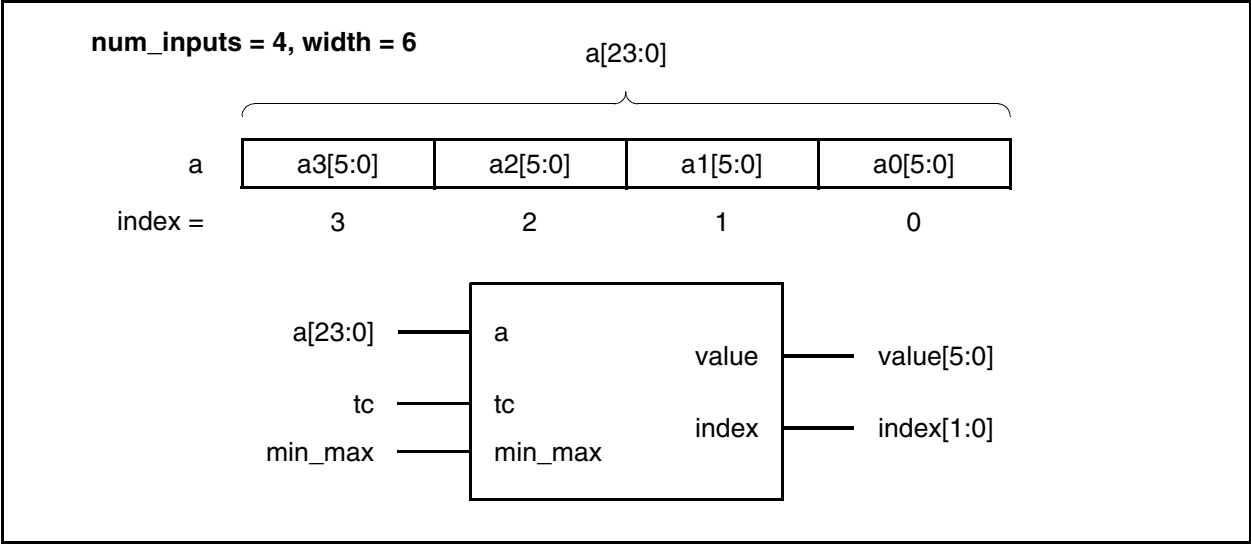 num_inputs = 4, width = 6
a[23:0]
a a3[5:0] a2[5:0] a1[5:0] a0[5:0]
index = 3 2 1 0
a[23:0] a
value value[5:0]
tc tc
index index[1:0]
min_max min_max